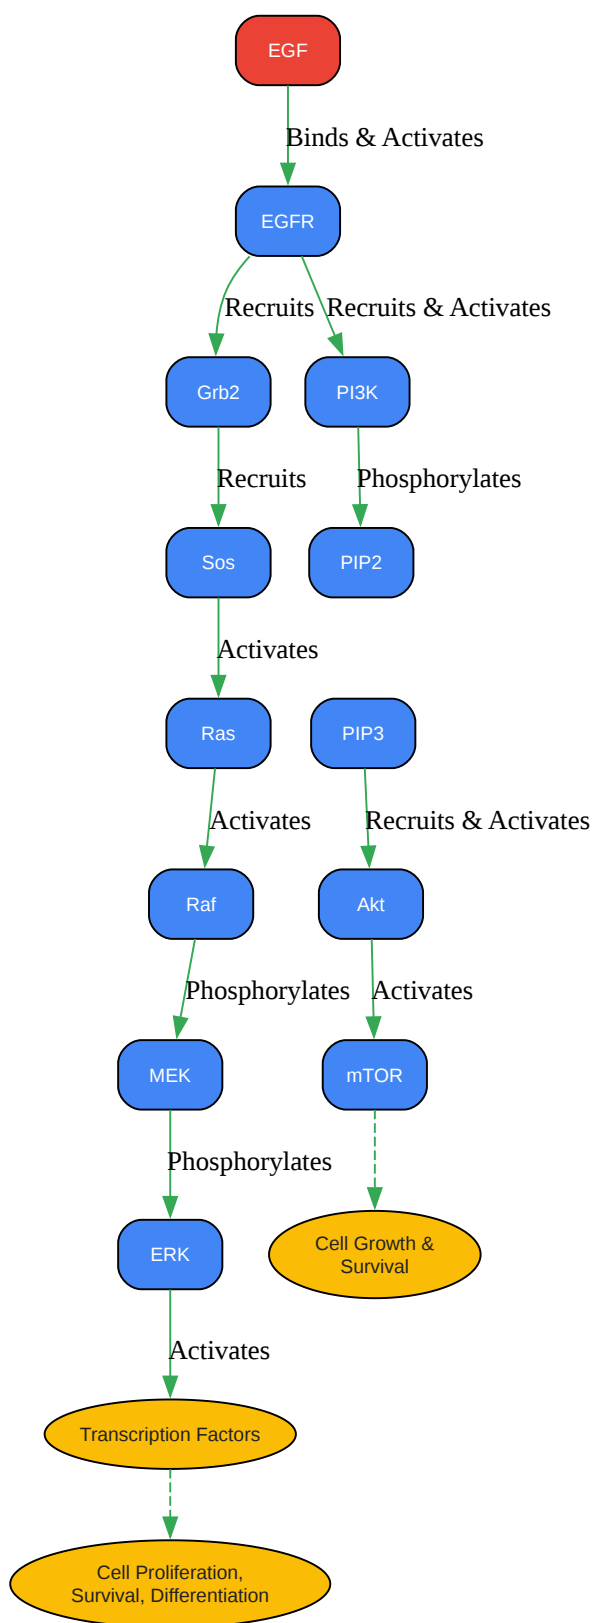 EGF
Binds & Activates
EGFR
Recruits
Recruits & Activates
Grb2
PI3K
Recruits
Phosphorylates
Sos
PIP2
Activates
Ras
PIP3
Activates
Recruits & Activates
Raf
Akt
Phosphorylates
Activates
MEK
mTOR
Phosphorylates
ERK
Cell Growth &
Survival
Activates
Transcription Factors
Cell Proliferation,
Survival, Differentiation